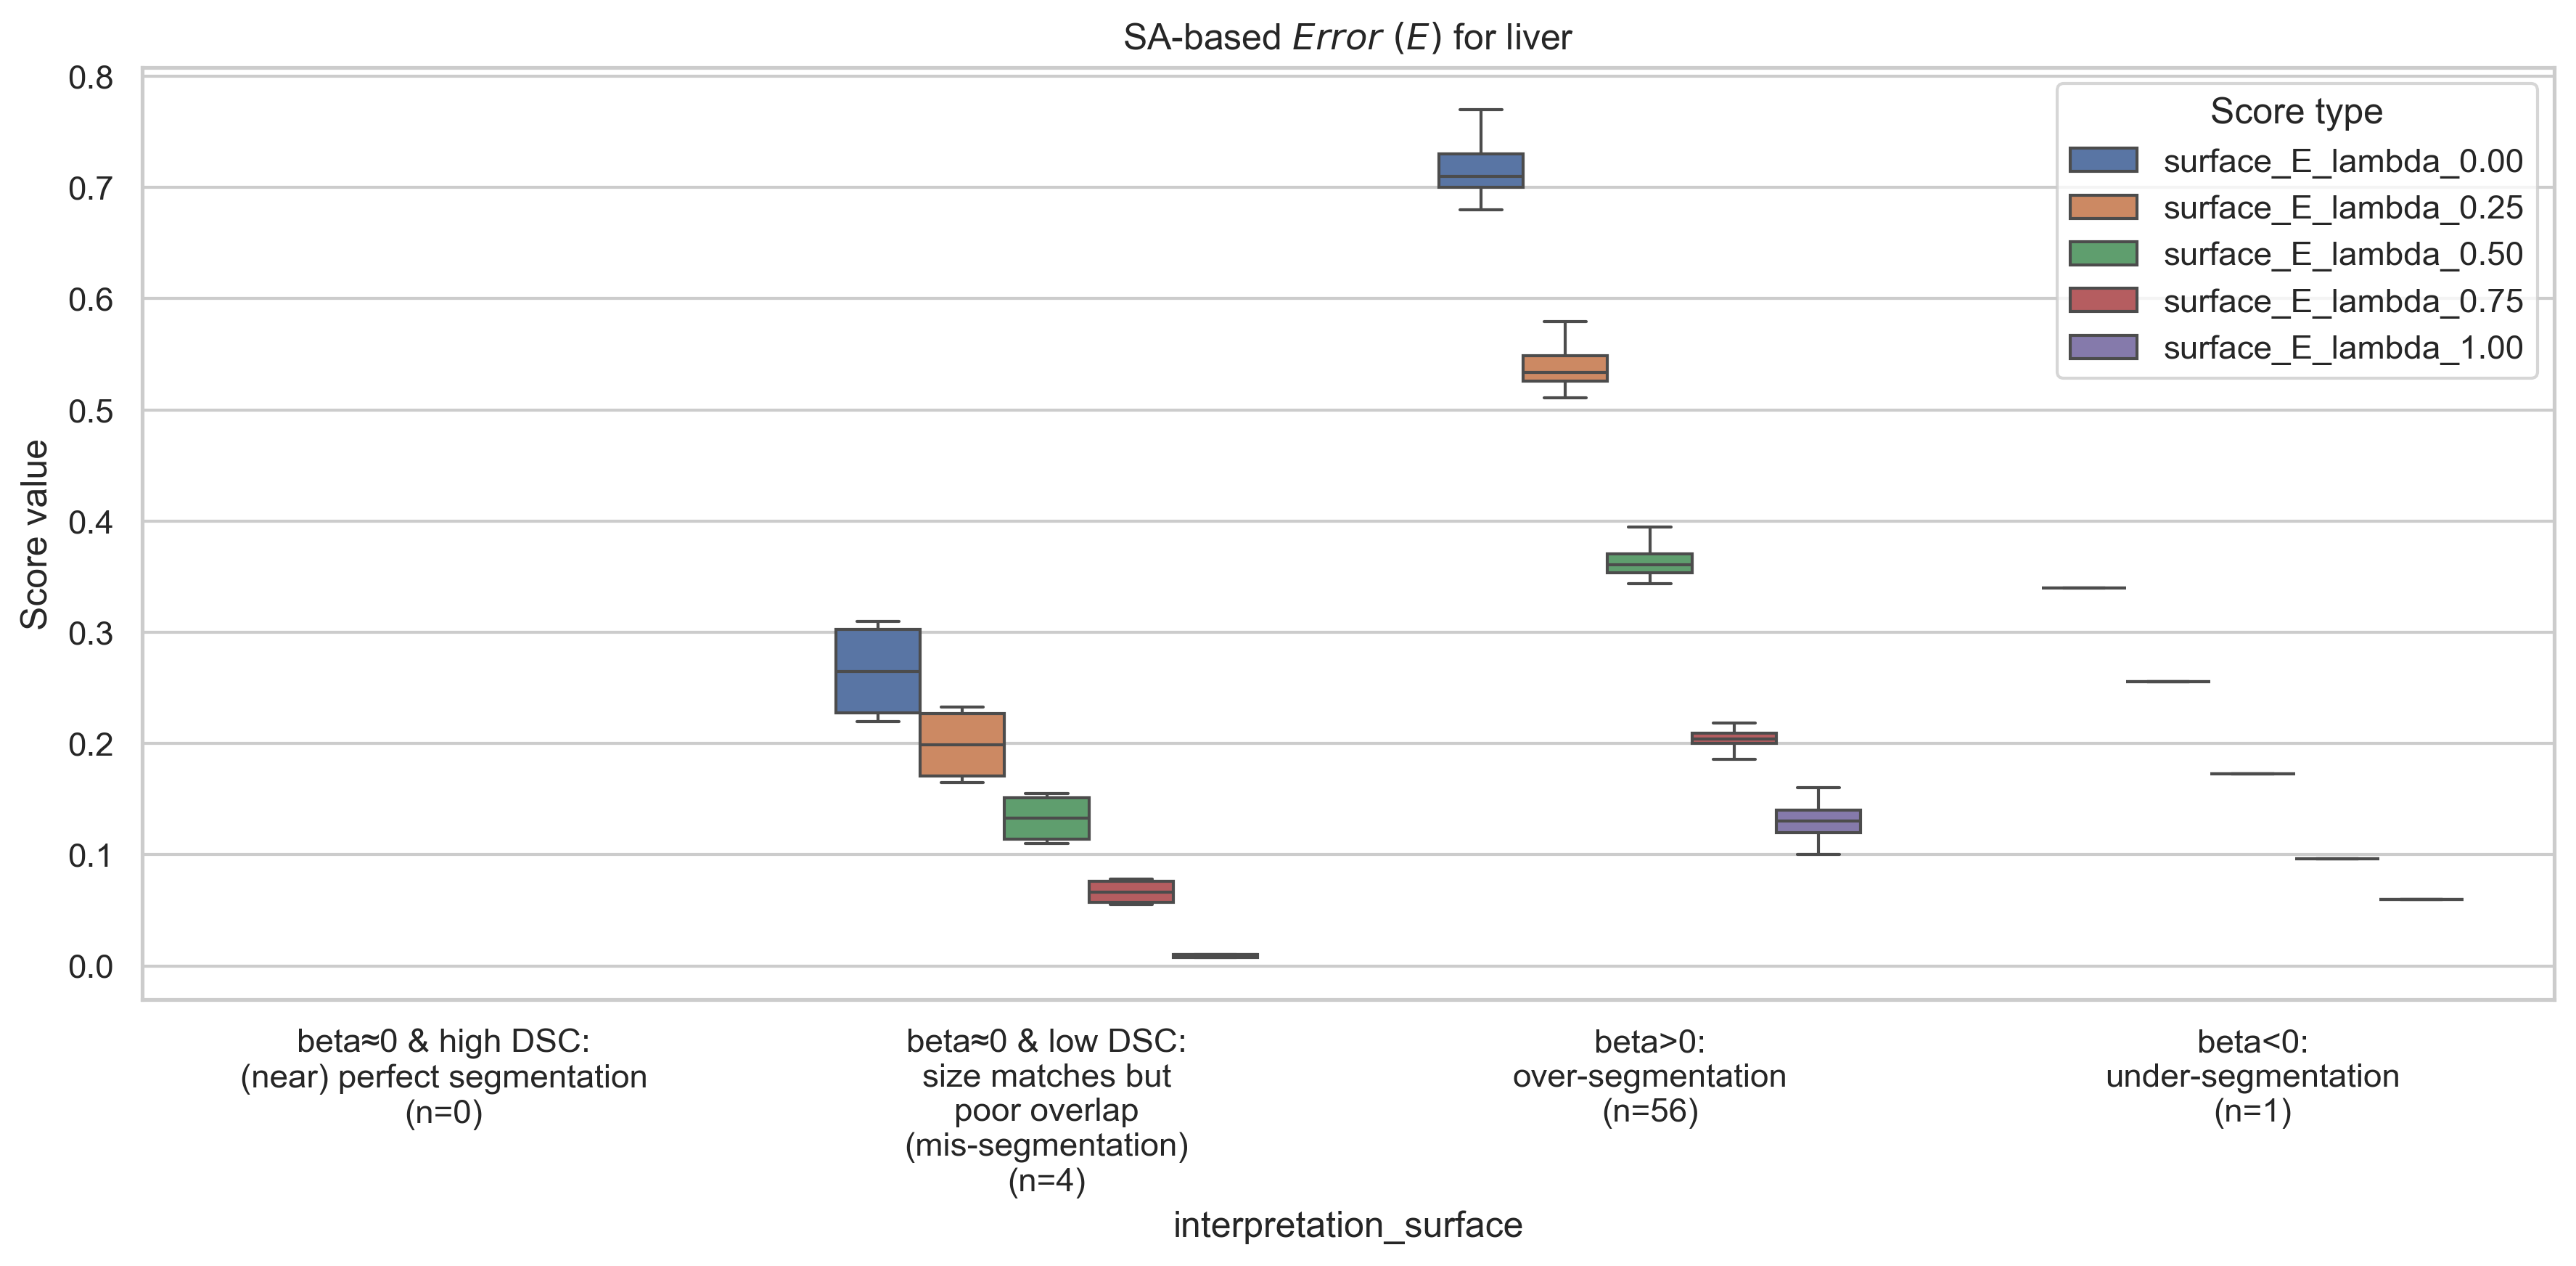 SA-based Error (E) for liver
Score value
0.8
0.7
0.6
0.5
0.4
0.3
0.2
0.1
0.0
Score type
surface_E_lambda_0.00
surface_E_lambda_0.25
surface_E_lambda_0.50
surface_E_lambda_0.75
surface_E_lambda_1.00
beta≈0 & high DSC:
(near) perfect segmentation
(n=0)
beta≈0 & low DSC:
size matches but
poor overlap
(mis-segmentation)
(n=4)
beta>0:
over-segmentation
(n=56)
beta<0:
under-segmentation
(n=1)
interpretation_surface